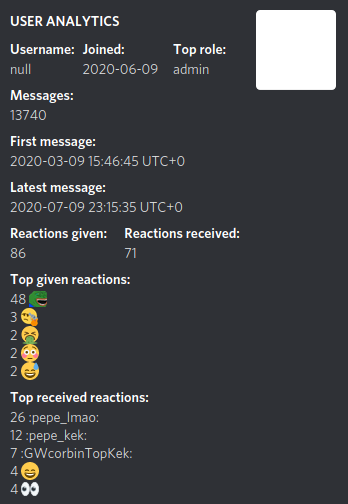 USER ANALYTICS
Username: Joined: Top role:
null 2020-06-09 admin
Messages:
13740
First message:
2020-03-09 15:46:45 UTC+0
Latest message:
2020-07-09 23:15:35 UTC+0
Reactions given: Reactions received:
86 71
Top given reactions:
48
3
2
2
2
Top received reactions:
26 :pepe_lmao:
12 :pepe_kek:
7 :GWcorbinTopKek:
4 😄
4 👀